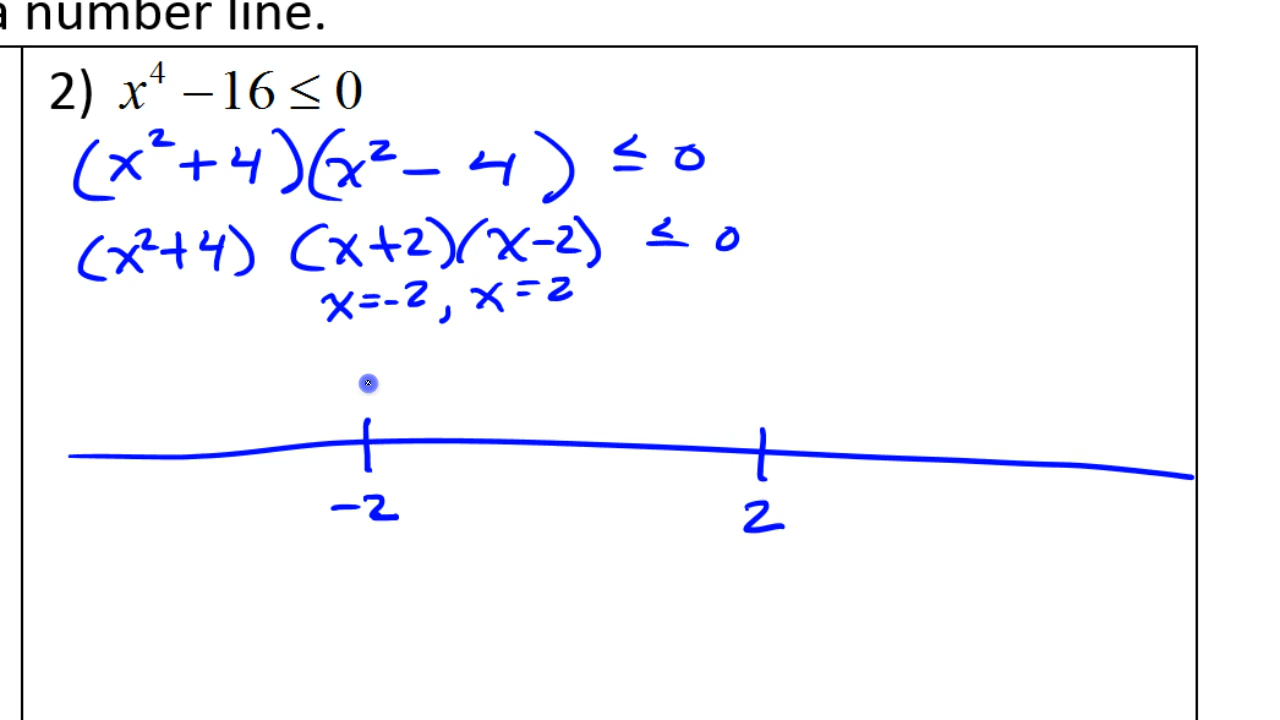 a number line.
2) x⁴ − 16 ≤ 0
(x²+4)(x²− 4) ≤ 0
(x²+4) (x+2)(x-2) ≤ 0
x=-2, x=2
-2 2